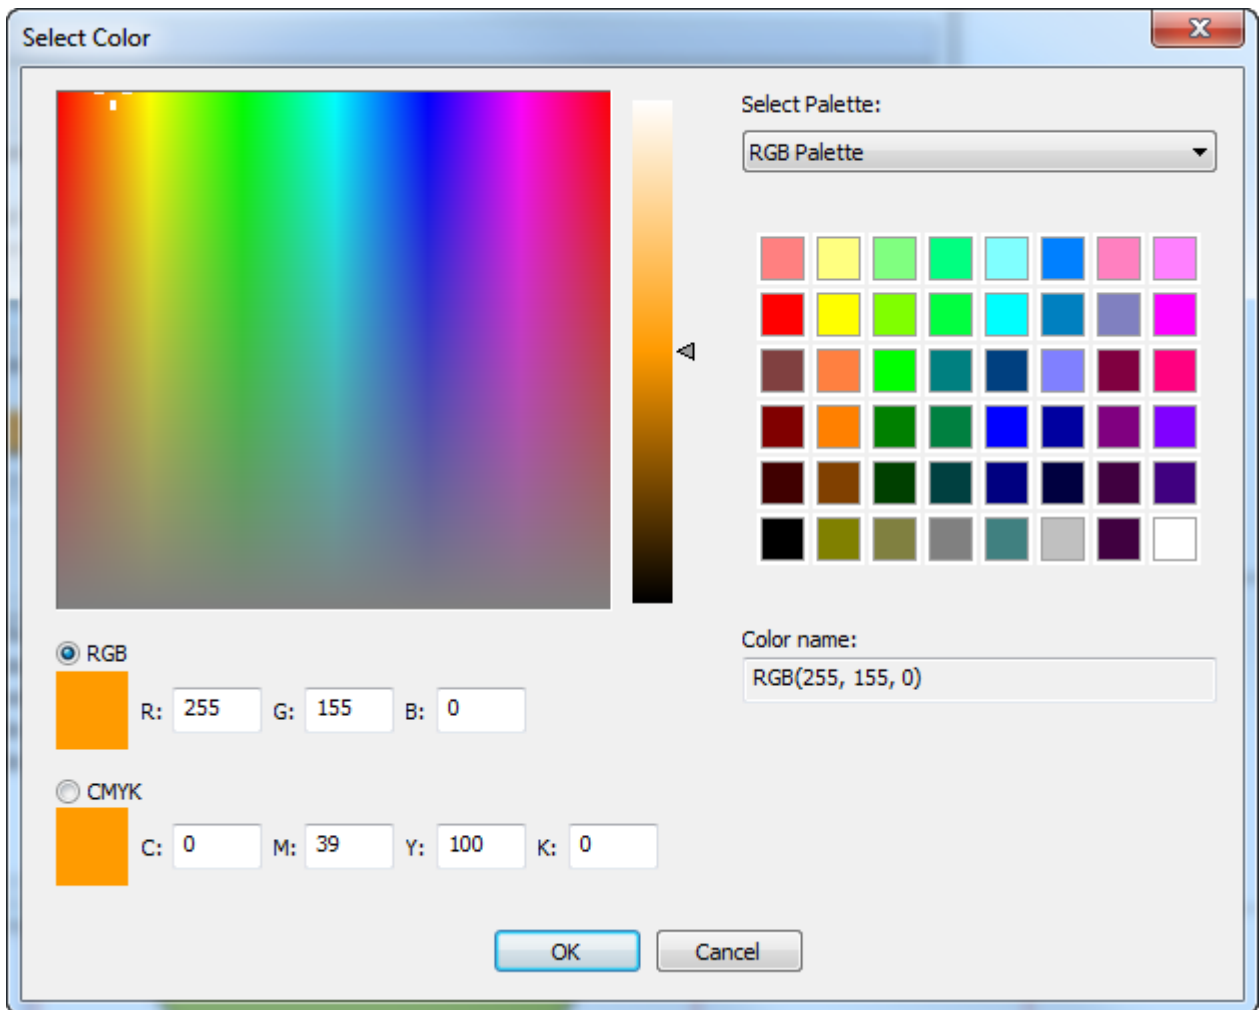 Select Color
Select Palette:
RGB Palette
Color name:
RGB(255, 155, 0)
RGB
R: 255 G: 155 B: 0
CMYK
C: 0 M: 39 Y: 100 K: 0
OK Cancel